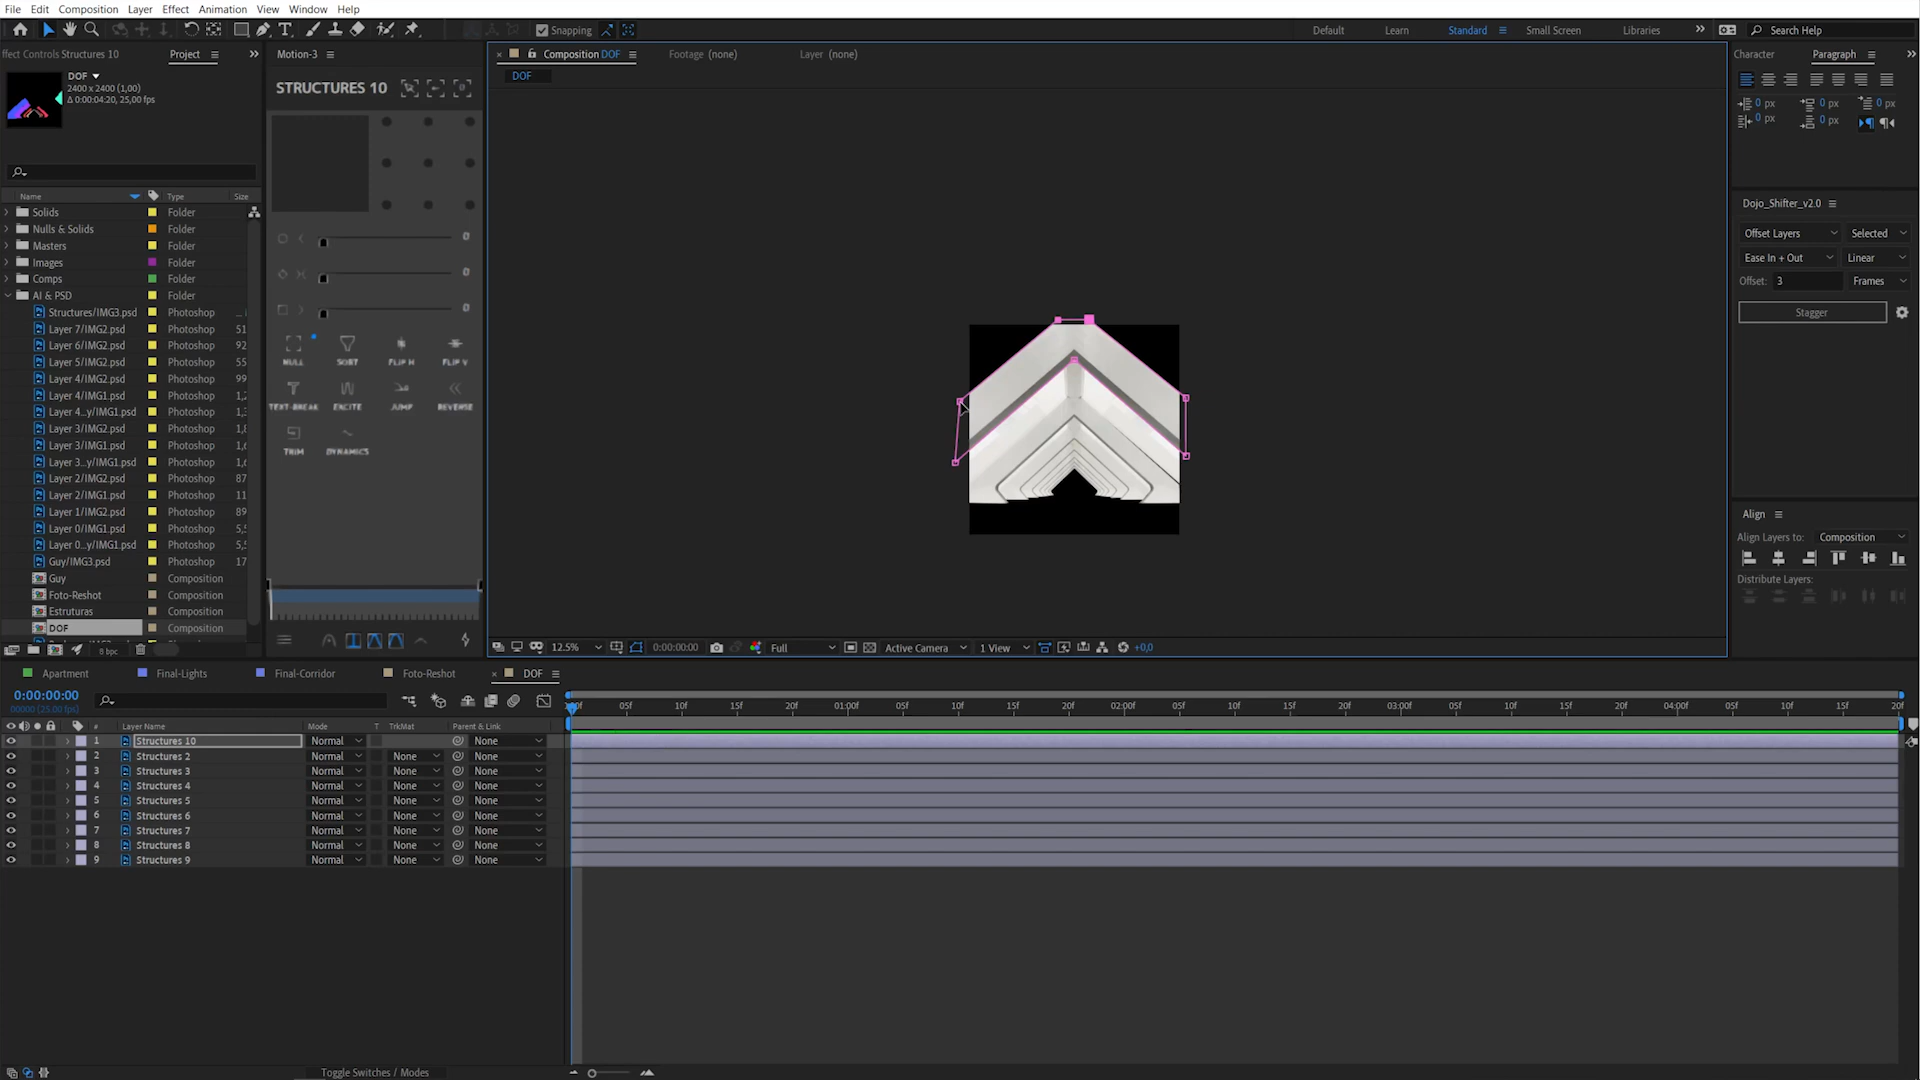 File Edit Composition Layer Effect Animation View Window Help
Snapping
Default Learn Standard Small Screen Libraries Search Help
ffect Controls Structures 10 Project
DOF
2400 x 2400 (1,00)
Δ 0:00:04:20, 25,00 fps
Name Type Size
Solids Folder
Nulls & Solids Folder
Masters Folder
Images Folder
Comps Folder
AI & PSD Folder
Structures/IMG3.psd Photoshop
Layer 7/IMG2.psd Photoshop 51
Layer 6/IMG2.psd Photoshop 92
Layer 5/IMG2.psd Photoshop 55
Layer 4/IMG2.psd Photoshop 99
Layer 4/IMG1.psd Photoshop 1,2
Layer 4...y/IMG1.psd Photoshop 1,3
Layer 3/IMG2.psd Photoshop 1,8
Layer 3/IMG1.psd Photoshop 1,6
Layer 3...y/IMG1.psd Photoshop 1,6
Layer 2/IMG2.psd Photoshop 87
Layer 2/IMG1.psd Photoshop 11
Layer 1/IMG2.psd Photoshop 89
Layer 0/IMG1.psd Photoshop 5,5
Layer 0...y/IMG1.psd Photoshop 5,5
Guy/IMG3.psd Photoshop 17
Guy Composition
Foto-Reshot Composition
Estruturas Composition
DOF Composition
8 bpc
Motion-3
STRUCTURES 10
0
0
0
NULL SORT FLIP H FLIP V
TEXT-BREAK EXCITE JUMP REVERSE
TRIM DYNAMICS
Composition DOF Footage (none) Layer (none)
DOF
12.5% 0:00:00:00 Full Active Camera 1 View +0,0
Character Paragraph
0 px 0 px 0 px
0 px 0 px
Dojo_Shifter_v2.0
Offset Layers Selected
Ease In + Out Linear
Offset: 3 Frames
Stagger
Align
Align Layers to: Composition
Distribute Layers:
Apartment Final-Lights Final-Corridor Foto-Reshot DOF
0:00:00:00
00000 (25.00 fps)
05f 10f 15f 20f 01:00f 05f 10f 15f 20f 02:00f 05f 10f 15f 20f 03:00f 05f 10f 15f 20f 04:00f 05f 10f 15f 20f
# Layer Name Mode T TrkMat Parent & Link
1 Structures 10 Normal None
2 Structures 2 Normal None None
3 Structures 3 Normal None None
4 Structures 4 Normal None None
5 Structures 5 Normal None None
6 Structures 6 Normal None None
7 Structures 7 Normal None None
8 Structures 8 Normal None None
9 Structures 9 Normal None None
Toggle Switches / Modes